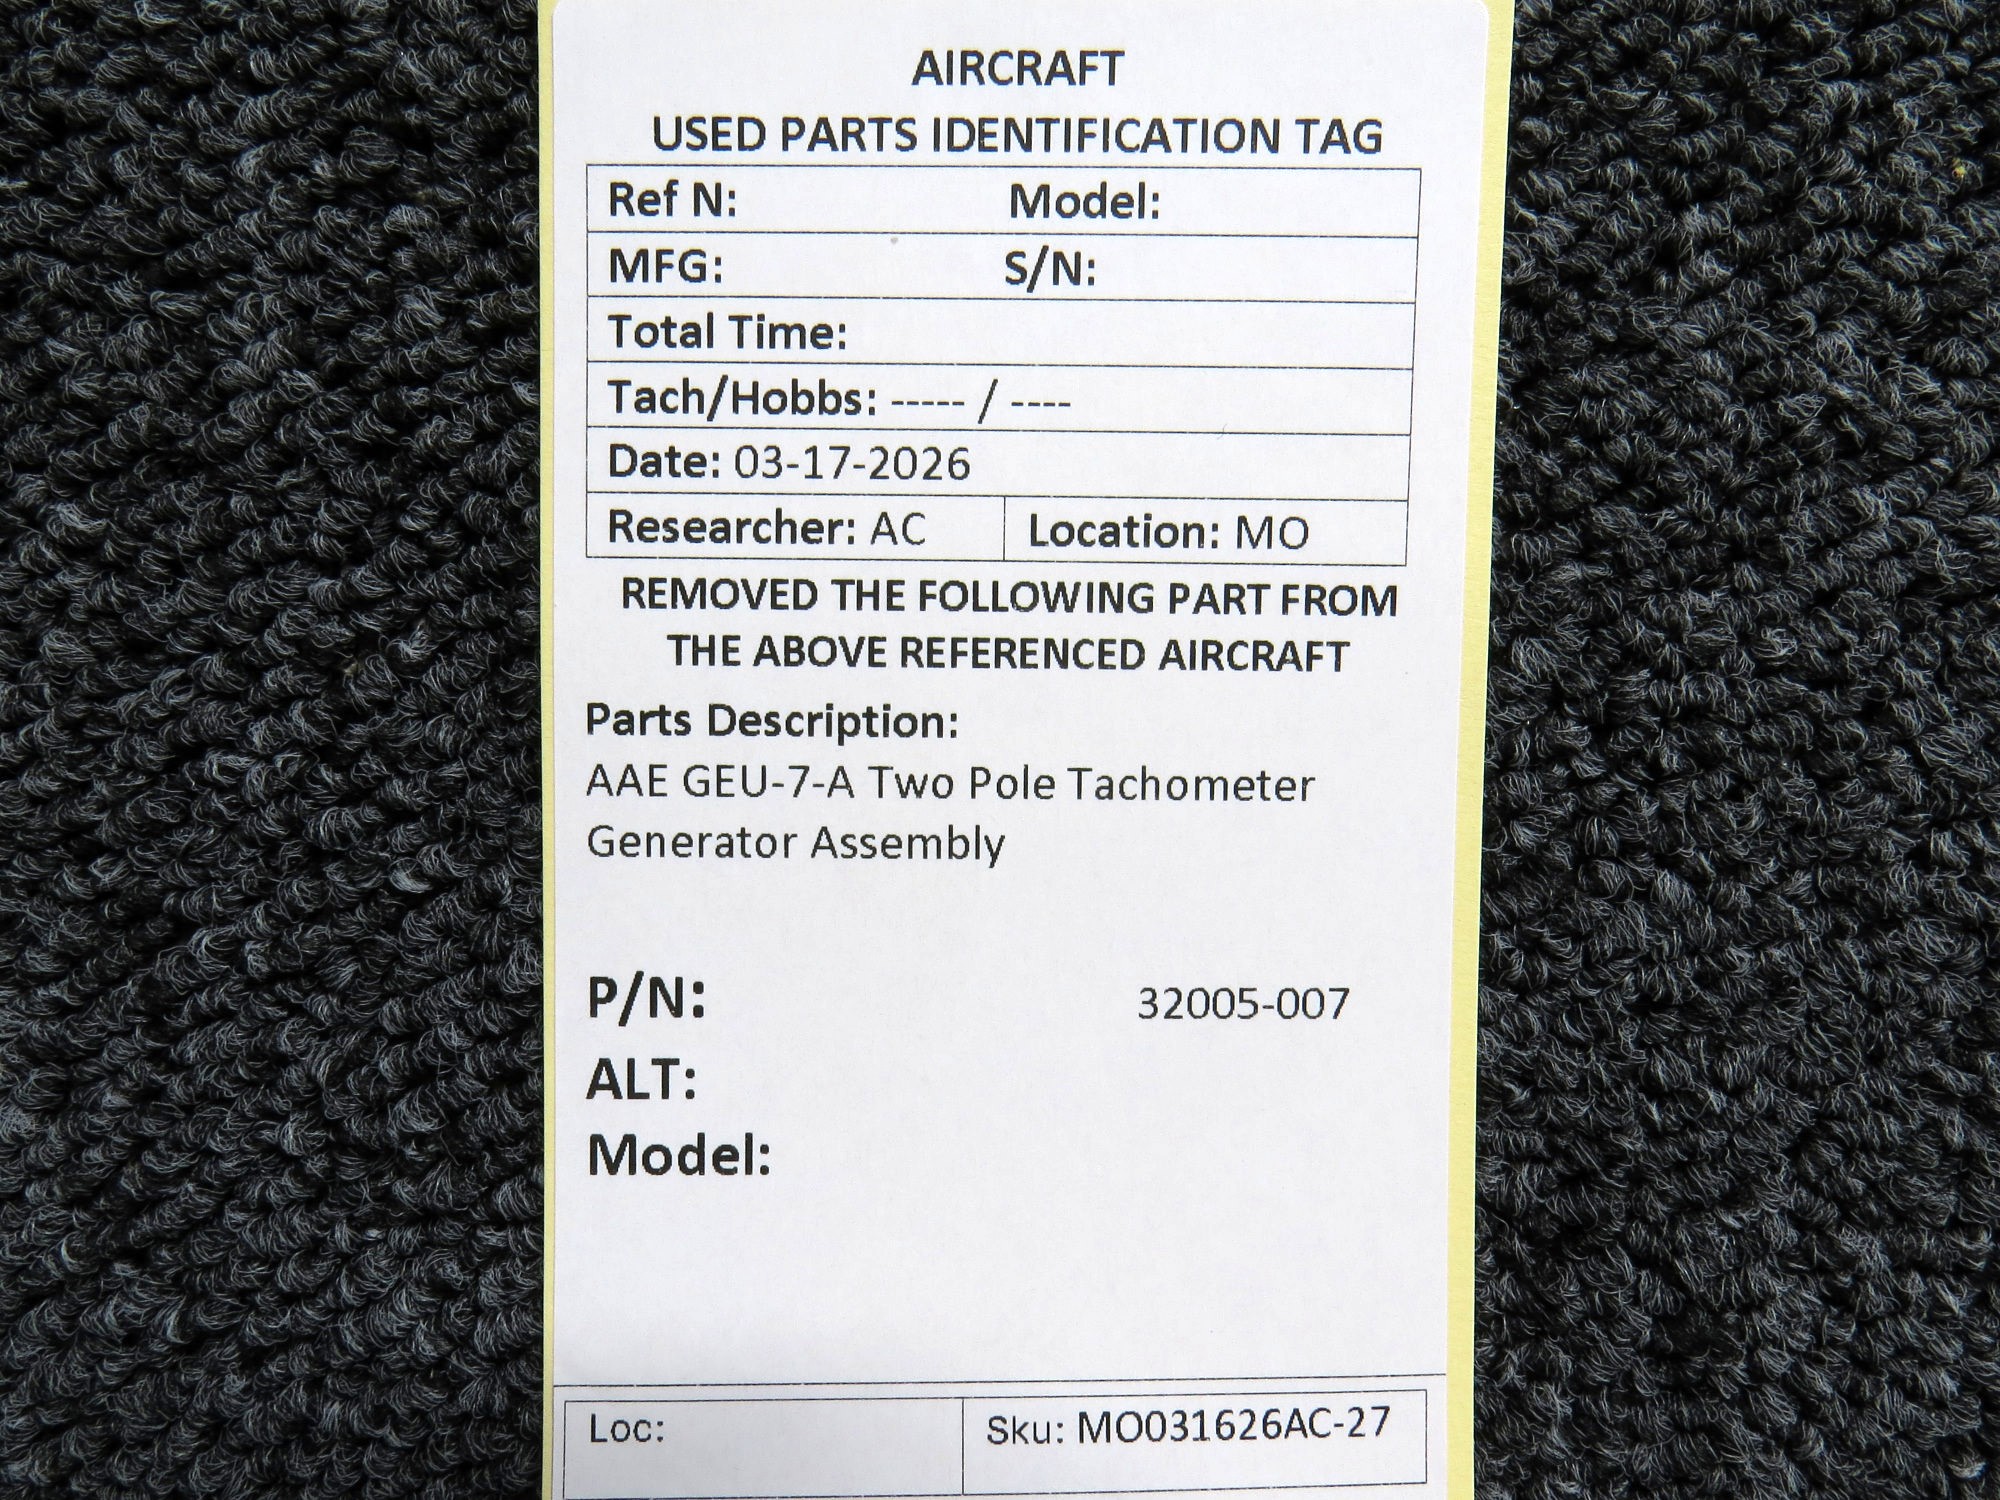 AIRCRAFT
USED PARTS IDENTIFICATION TAG
Ref N: Model:
MFG: S/N:
Total Time:
Tach/Hobbs: ----- / ----
Date: 03-17-2026
Researcher: AC Location: MO
REMOVED THE FOLLOWING PART FROM
THE ABOVE REFERENCED AIRCRAFT
Parts Description:
AAE GEU-7-A Two Pole Tachometer
Generator Assembly
P/N: 32005-007
ALT:
Model:
Loc: Sku: MO031626AC-27